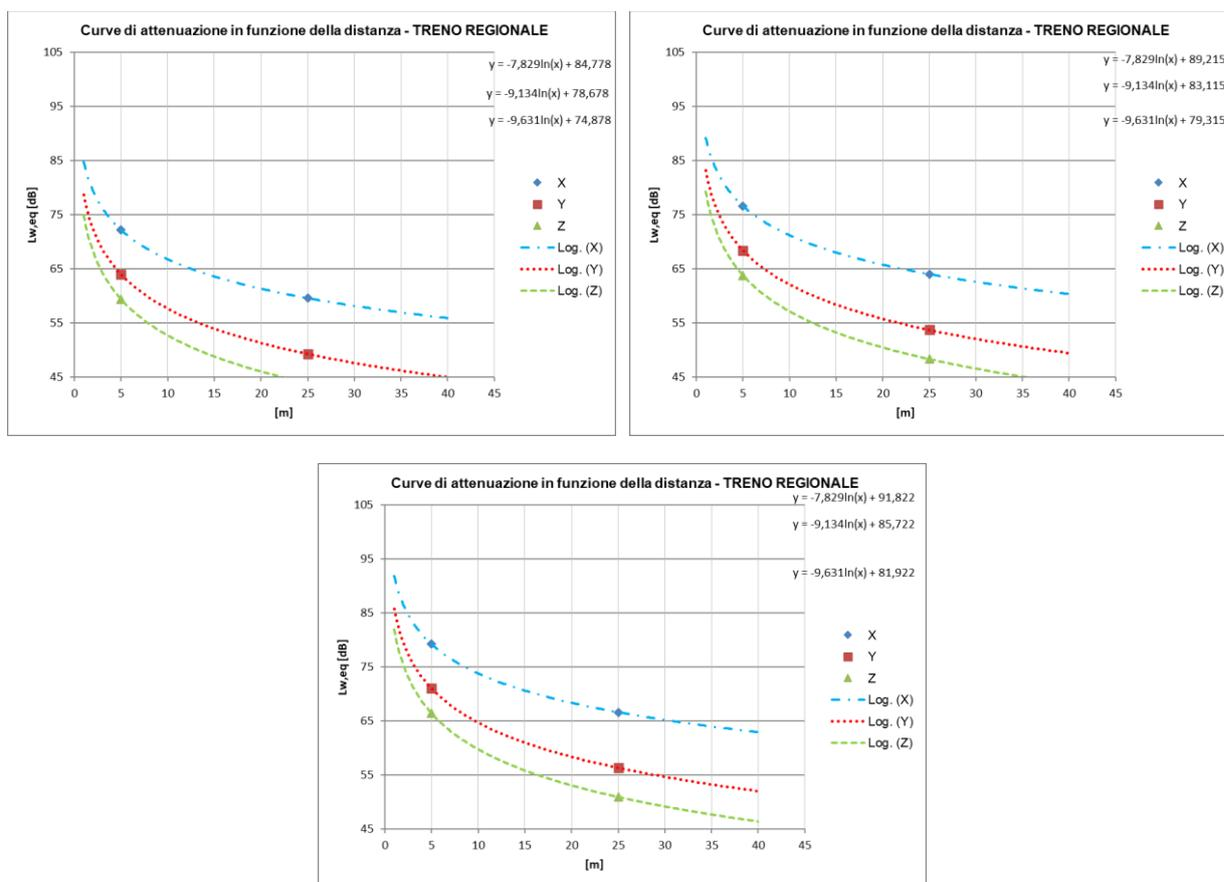 Curve di attenuazione in funzione della distanza - TRENO REGIONALE
105
95
85
75
65
55
45
Lw,eq [dB]
0 5 10 15 20 25 30 35 40 45
[m]
y = -7,829ln(x) + 84,778
y = -9,134ln(x) + 78,678
y = -9,631ln(x) + 74,878
X
Y
Z
Log. (X)
Log. (Y)
Log. (Z)
Curve di attenuazione in funzione della distanza - TRENO REGIONALE
105
95
85
75
65
55
45
Lw,eq [dB]
0 5 10 15 20 25 30 35 40 45
[m]
y = -7,829ln(x) + 89,215
y = -9,134ln(x) + 83,115
y = -9,631ln(x) + 79,315
X
Y
Z
Log. (X)
Log. (Y)
Log. (Z)
Curve di attenuazione in funzione della distanza - TRENO REGIONALE
105
95
85
75
65
55
45
Lw,eq [dB]
0 5 10 15 20 25 30 35 40 45
[m]
y = -7,829ln(x) + 91,822
y = -9,134ln(x) + 85,722
y = -9,631ln(x) + 81,922
X
Y
Z
Log. (X)
Log. (Y)
Log. (Z)